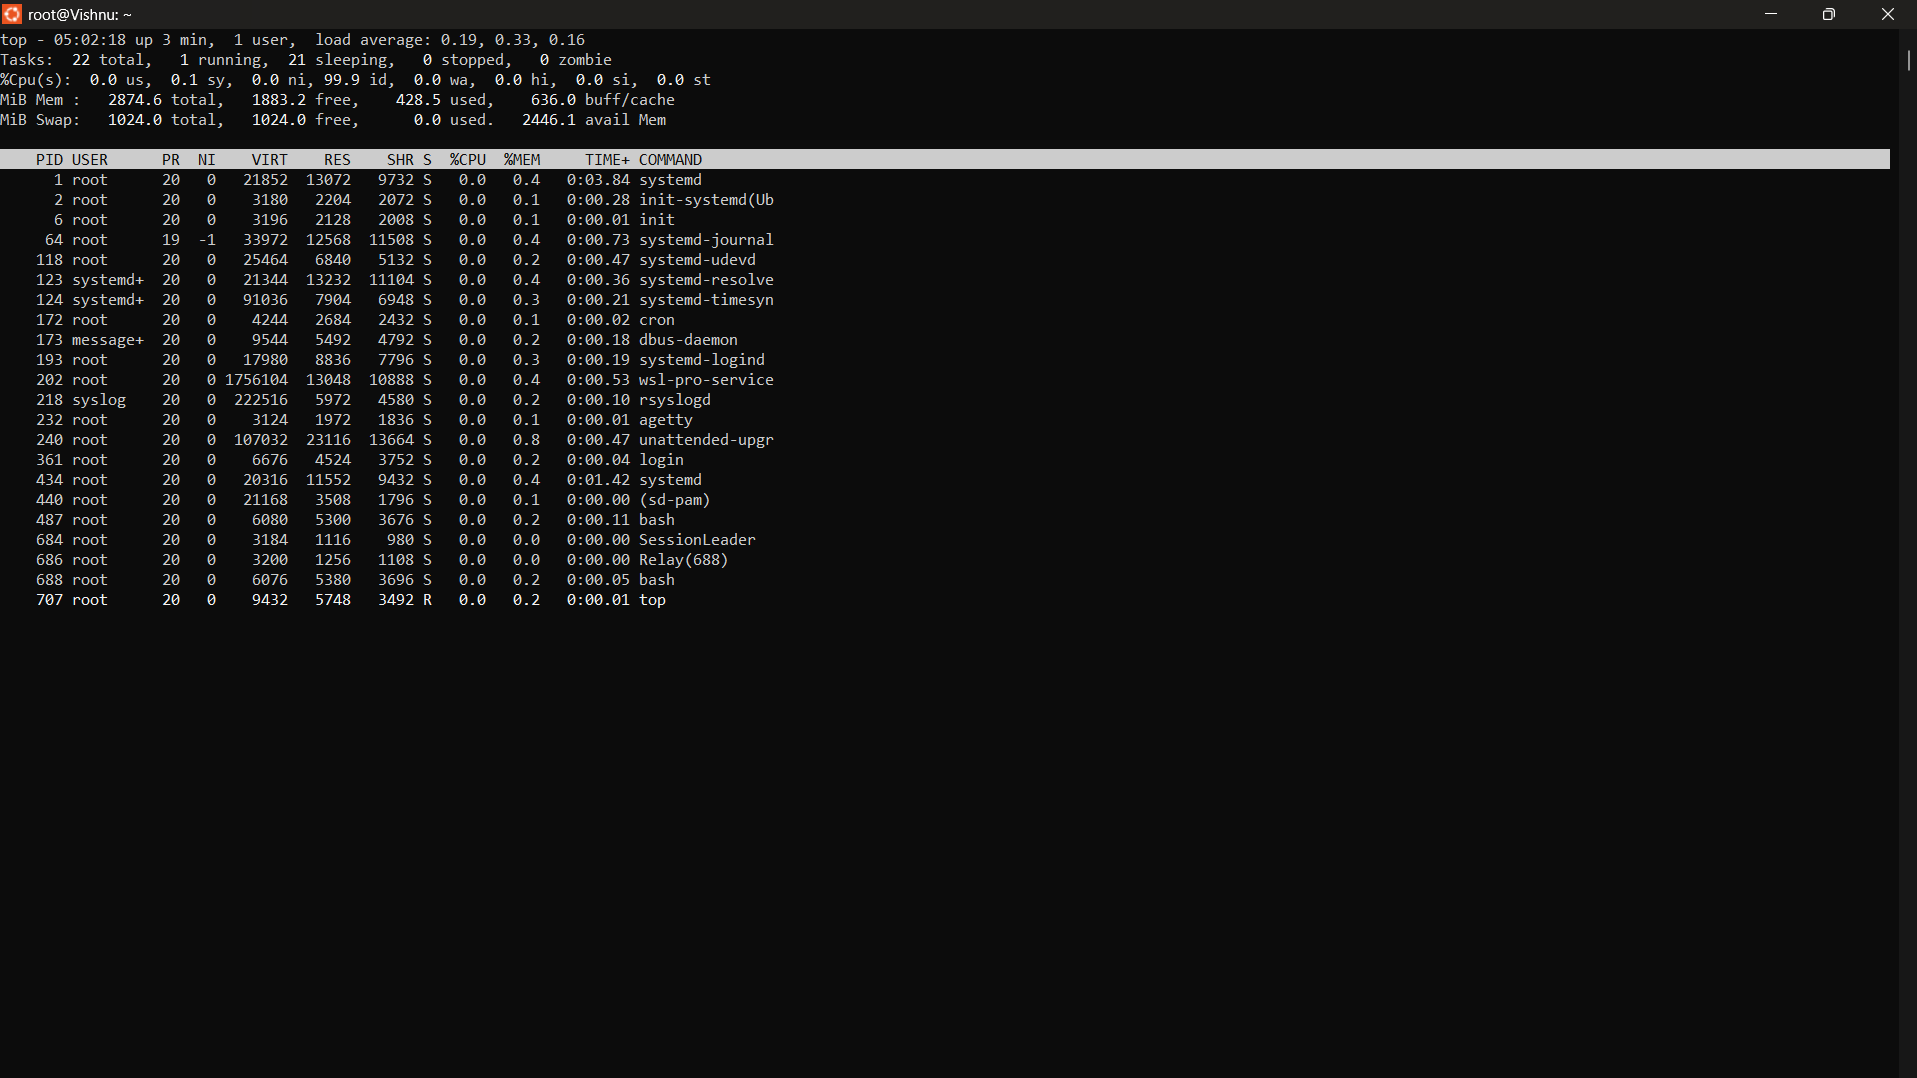 root@Vishnu: ~
top - 05:02:18 up 3 min,  1 user,  load average: 0.19, 0.33, 0.16
Tasks:  22 total,   1 running,  21 sleeping,   0 stopped,   0 zombie
%Cpu(s):  0.0 us,  0.1 sy,  0.0 ni, 99.9 id,  0.0 wa,  0.0 hi,  0.0 si,  0.0 st
MiB Mem :   2874.6 total,   1883.2 free,    428.5 used,    636.0 buff/cache
MiB Swap:   1024.0 total,   1024.0 free,      0.0 used.   2446.1 avail Mem
    PID USER      PR  NI    VIRT    RES    SHR S  %CPU  %MEM     TIME+ COMMAND
      1 root      20   0   21852  13072   9732 S   0.0   0.4   0:03.84 systemd
      2 root      20   0    3180   2204   2072 S   0.0   0.1   0:00.28 init-systemd(Ub
      6 root      20   0    3196   2128   2008 S   0.0   0.1   0:00.01 init
     64 root      19  -1   33972  12568  11508 S   0.0   0.4   0:00.73 systemd-journal
    118 root      20   0   25464   6840   5132 S   0.0   0.2   0:00.47 systemd-udevd
    123 systemd+  20   0   21344  13232  11104 S   0.0   0.4   0:00.36 systemd-resolve
    124 systemd+  20   0   91036   7904   6948 S   0.0   0.3   0:00.21 systemd-timesyn
    172 root      20   0    4244   2684   2432 S   0.0   0.1   0:00.02 cron
    173 message+  20   0    9544   5492   4792 S   0.0   0.2   0:00.18 dbus-daemon
    193 root      20   0   17980   8836   7796 S   0.0   0.3   0:00.19 systemd-logind
    202 root      20   0 1756104  13048  10888 S   0.0   0.4   0:00.53 wsl-pro-service
    218 syslog    20   0  222516   5972   4580 S   0.0   0.2   0:00.10 rsyslogd
    232 root      20   0    3124   1972   1836 S   0.0   0.1   0:00.01 agetty
    240 root      20   0  107032  23116  13664 S   0.0   0.8   0:00.47 unattended-upgr
    361 root      20   0    6676   4524   3752 S   0.0   0.2   0:00.04 login
    434 root      20   0   20316  11552   9432 S   0.0   0.4   0:01.42 systemd
    440 root      20   0   21168   3508   1796 S   0.0   0.1   0:00.00 (sd-pam)
    487 root      20   0    6080   5300   3676 S   0.0   0.2   0:00.11 bash
    684 root      20   0    3184   1116    980 S   0.0   0.0   0:00.00 SessionLeader
    686 root      20   0    3200   1256   1108 S   0.0   0.0   0:00.00 Relay(688)
    688 root      20   0    6076   5380   3696 S   0.0   0.2   0:00.05 bash
    707 root      20   0    9432   5748   3492 R   0.0   0.2   0:00.01 top